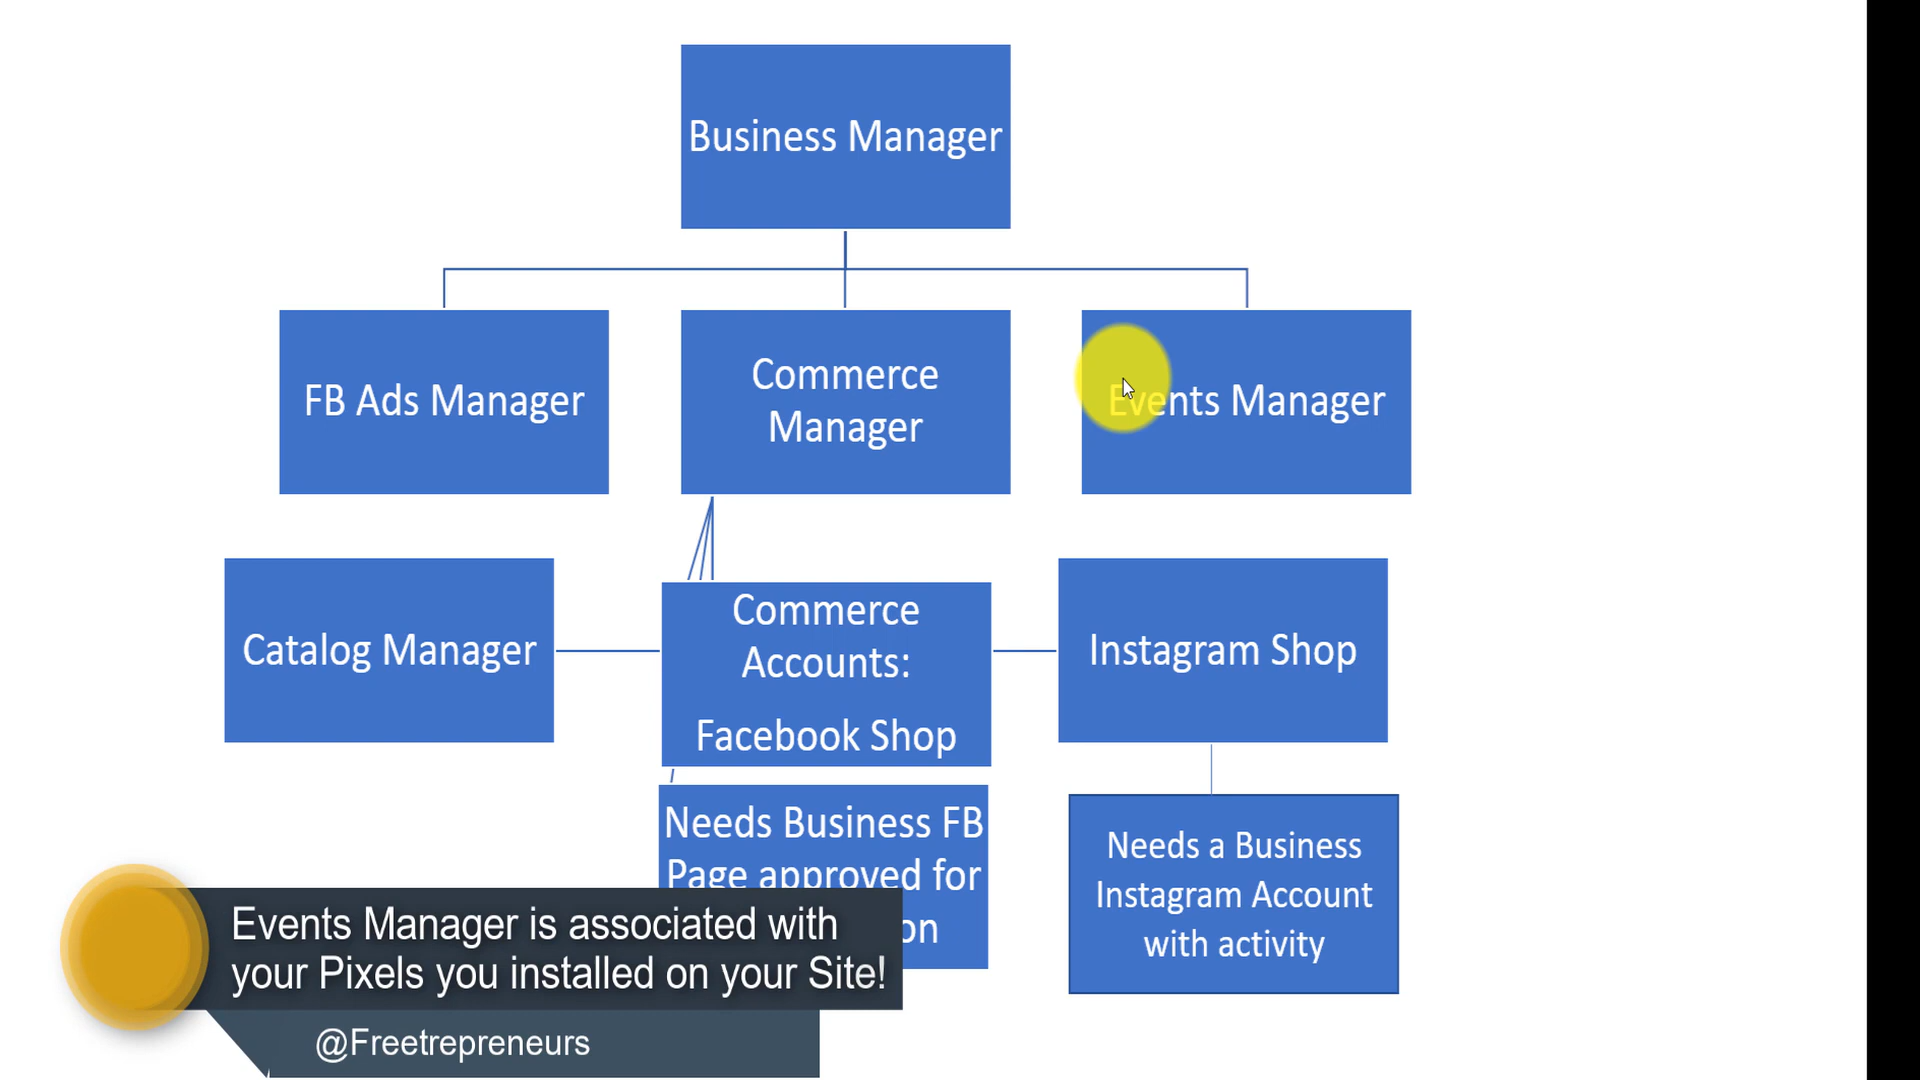 Business Manager
FB Ads Manager
Commerce
Manager
Events Manager
Catalog Manager
Commerce
Accounts:
Facebook Shop
Instagram Shop
Needs Business FB
Page approved for
Needs a Business
Instagram Account
with activity
Events Manager is associated with
your Pixels you installed on your Site!
@Freetrepreneurs